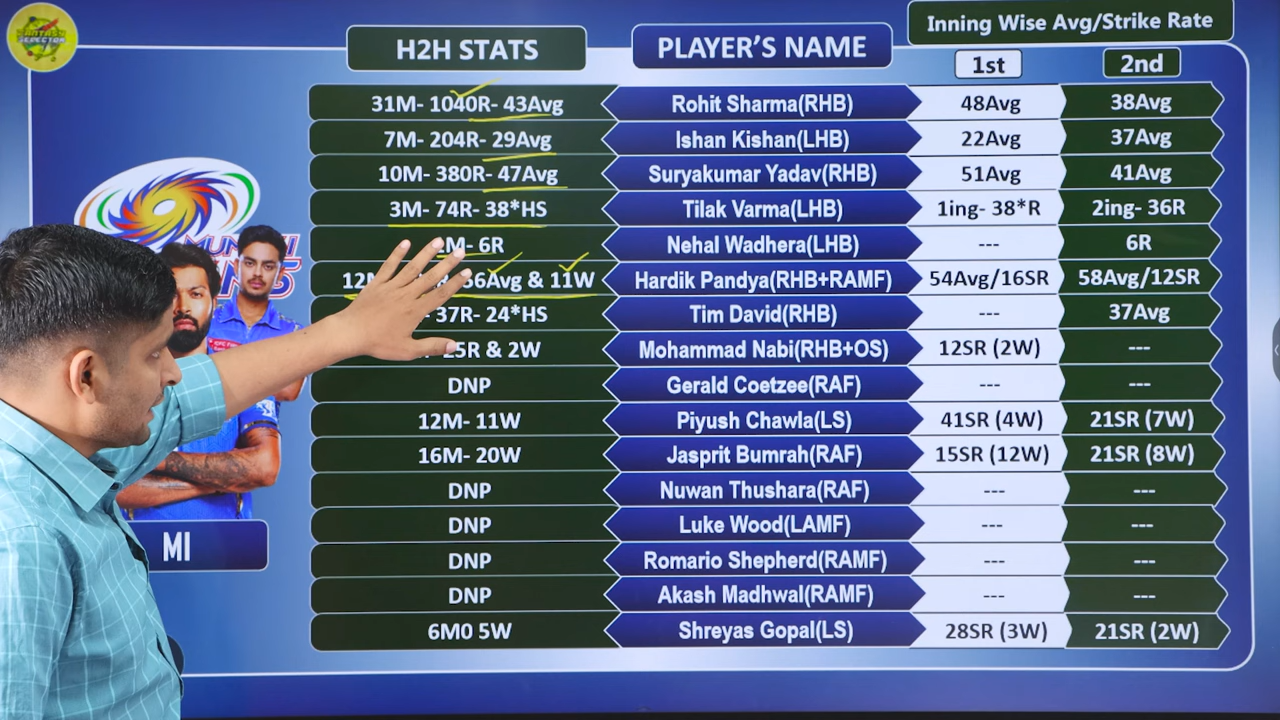 FANTASY
H2H STATS PLAYER'S NAME Inning Wise Avg/Strike Rate
1st 2nd
31M- 1040R- 43Avg Rohit Sharma(RHB) 48Avg 38Avg
7M- 204R- 29Avg Ishan Kishan(LHB) 22Avg 37Avg
10M- 380R- 47Avg Suryakumar Yadav(RHB) 51Avg 41Avg
3M- 74R- 38*HS Tilak Varma(LHB) 1ing- 38*R 2ing- 36R
6R Nehal Wadhera(LHB) --- 6R
& 11W Hardik Pandya(RHB+RAMF) 54Avg/16SR 58Avg/12SR
37R- 24*HS Tim David(RHB) --- 37Avg
25R & 2W Mohammad Nabi(RHB+OS) 12SR (2W) ---
DNP Gerald Coetzee(RAF) --- ---
12M- 11W Piyush Chawla(LS) 41SR (4W) 21SR (7W)
16M- 20W Jasprit Bumrah(RAF) 15SR (12W) 21SR (8W)
DNP Nuwan Thushara(RAF) --- ---
DNP Luke Wood(LAMF) --- ---
DNP Romario Shepherd(RAMF) --- ---
DNP Akash Madhwal(RAMF) --- ---
6M0 5W Shreyas Gopal(LS) 28SR (3W) 21SR (2W)
MI